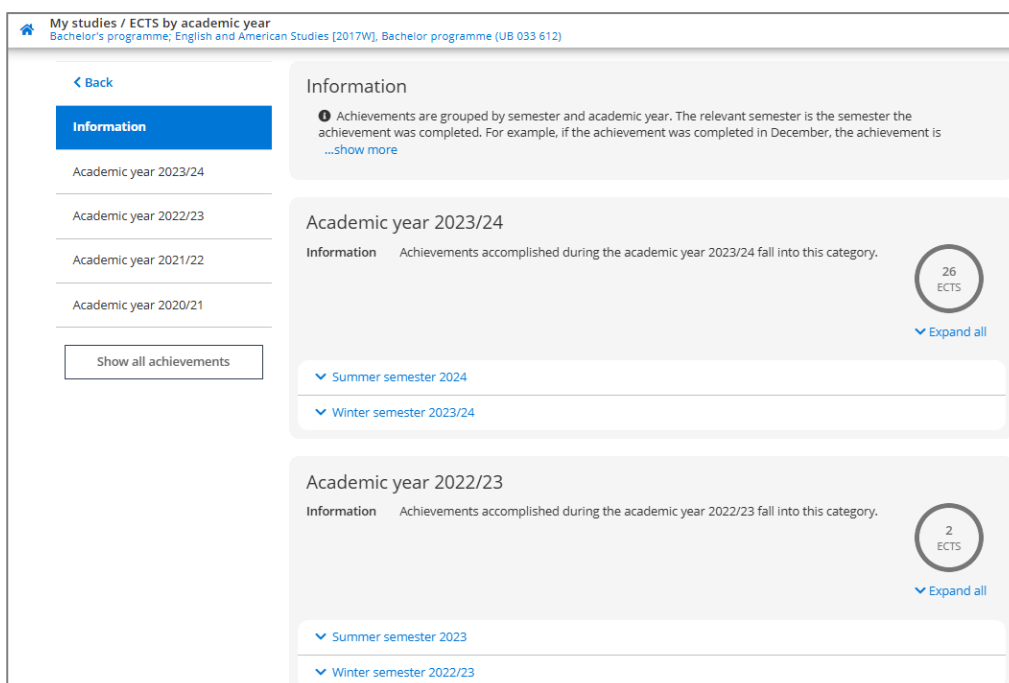 My studies / ECTS by academic year
Bachelor's programme; English and American Studies [2017W], Bachelor programme (UB 033 612)
Back
Information
Academic year 2023/24
Academic year 2022/23
Academic year 2021/22
Academic year 2020/21
Show all achievements
Information
Achievements are grouped by semester and academic year. The relevant semester is the semester the
achievement was completed. For example, if the achievement was completed in December, the achievement is
...show more
Academic year 2023/24
Information Achievements accomplished during the academic year 2023/24 fall into this category.
26
ECTS
Expand all
Summer semester 2024
Winter semester 2023/24
Academic year 2022/23
Information Achievements accomplished during the academic year 2022/23 fall into this category.
2
ECTS
Expand all
Summer semester 2023
Winter semester 2022/23